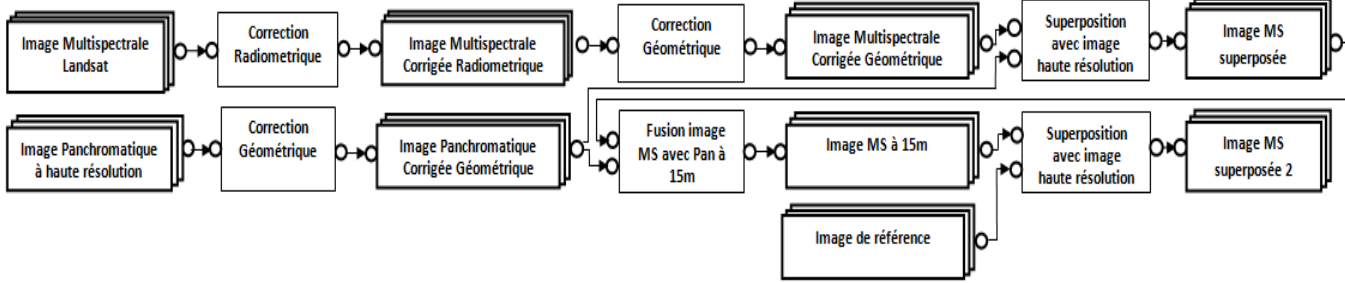 Image Multispectrale
Landsat
Correction
Radiometrique
Image Multispectrale
Corrigée Radiometrique
Correction
Géométrique
Image Multispectrale
Corrigée Géométrique
Superposition
avec image
haute résolution
Image MS
superposée
Image Panchromatique
à haute résolution
Correction
Géométrique
Image Panchromatique
Corrigée Géométrique
Fusion image
MS avec Pan à
15m
Image MS à 15m
Superposition
avec image
haute résolution
Image MS
superposée 2
Image de référence